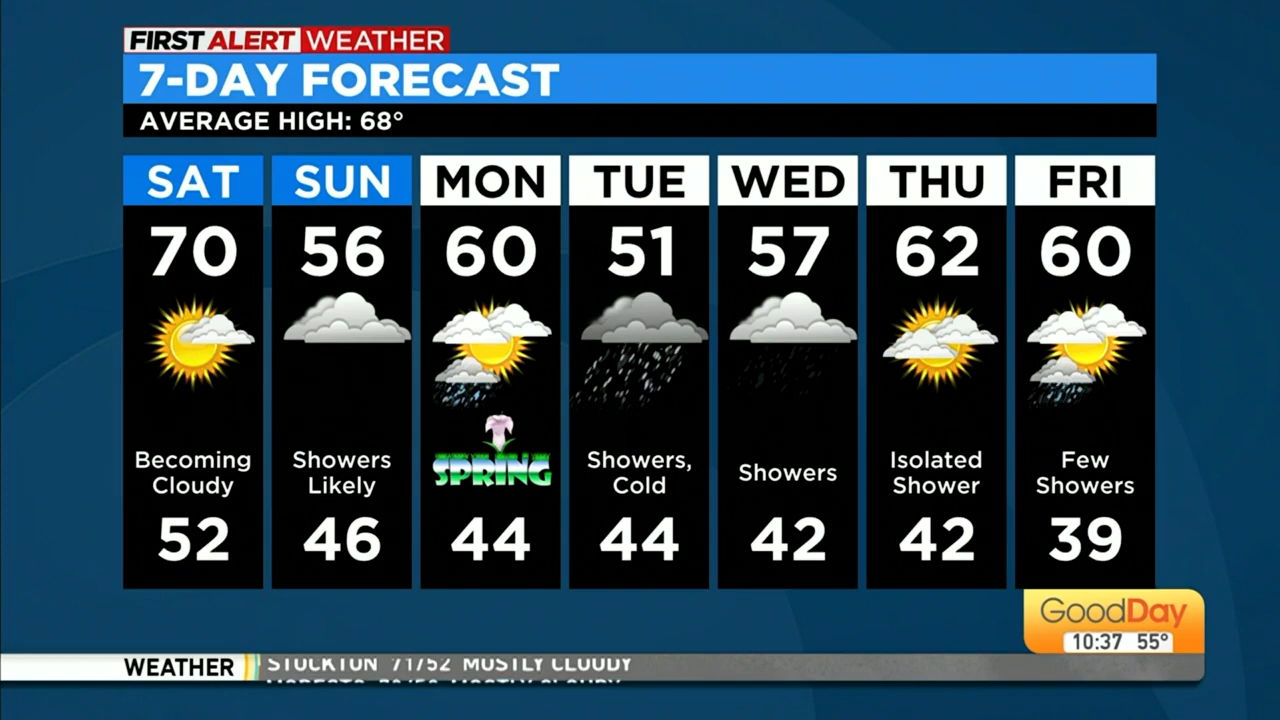 FIRST ALERT WEATHER
7-DAY FORECAST
AVERAGE HIGH: 68°
SAT SUN MON TUE WED THU FRI
70 56 60 51 57 62 60
Becoming Cloudy
Showers Likely
SPRING
Showers, Cold
Showers
Isolated Shower
Few Showers
52 46 44 44 42 42 39
GoodDay
10:37 55°
WEATHER STOCKTON 71/52 MOSTLY CLOUDY